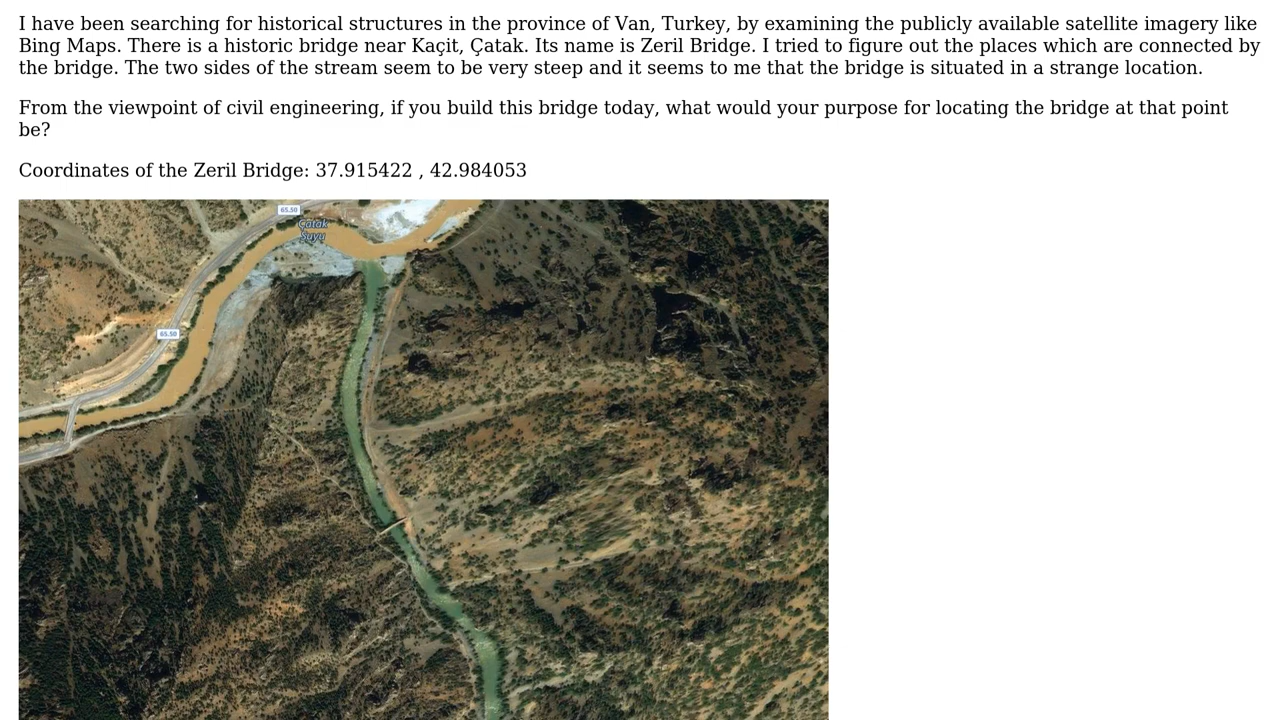 I have been searching for historical structures in the province of Van, Turkey, by examining the publicly available satellite imagery like
Bing Maps. There is a historic bridge near Kaçit, Çatak. Its name is Zeril Bridge. I tried to figure out the places which are connected by
the bridge. The two sides of the stream seem to be very steep and it seems to me that the bridge is situated in a strange location.
From the viewpoint of civil engineering, if you build this bridge today, what would your purpose for locating the bridge at that point
be?
Coordinates of the Zeril Bridge: 37.915422 , 42.984053
65.50
Çatak
Suyu
65.50